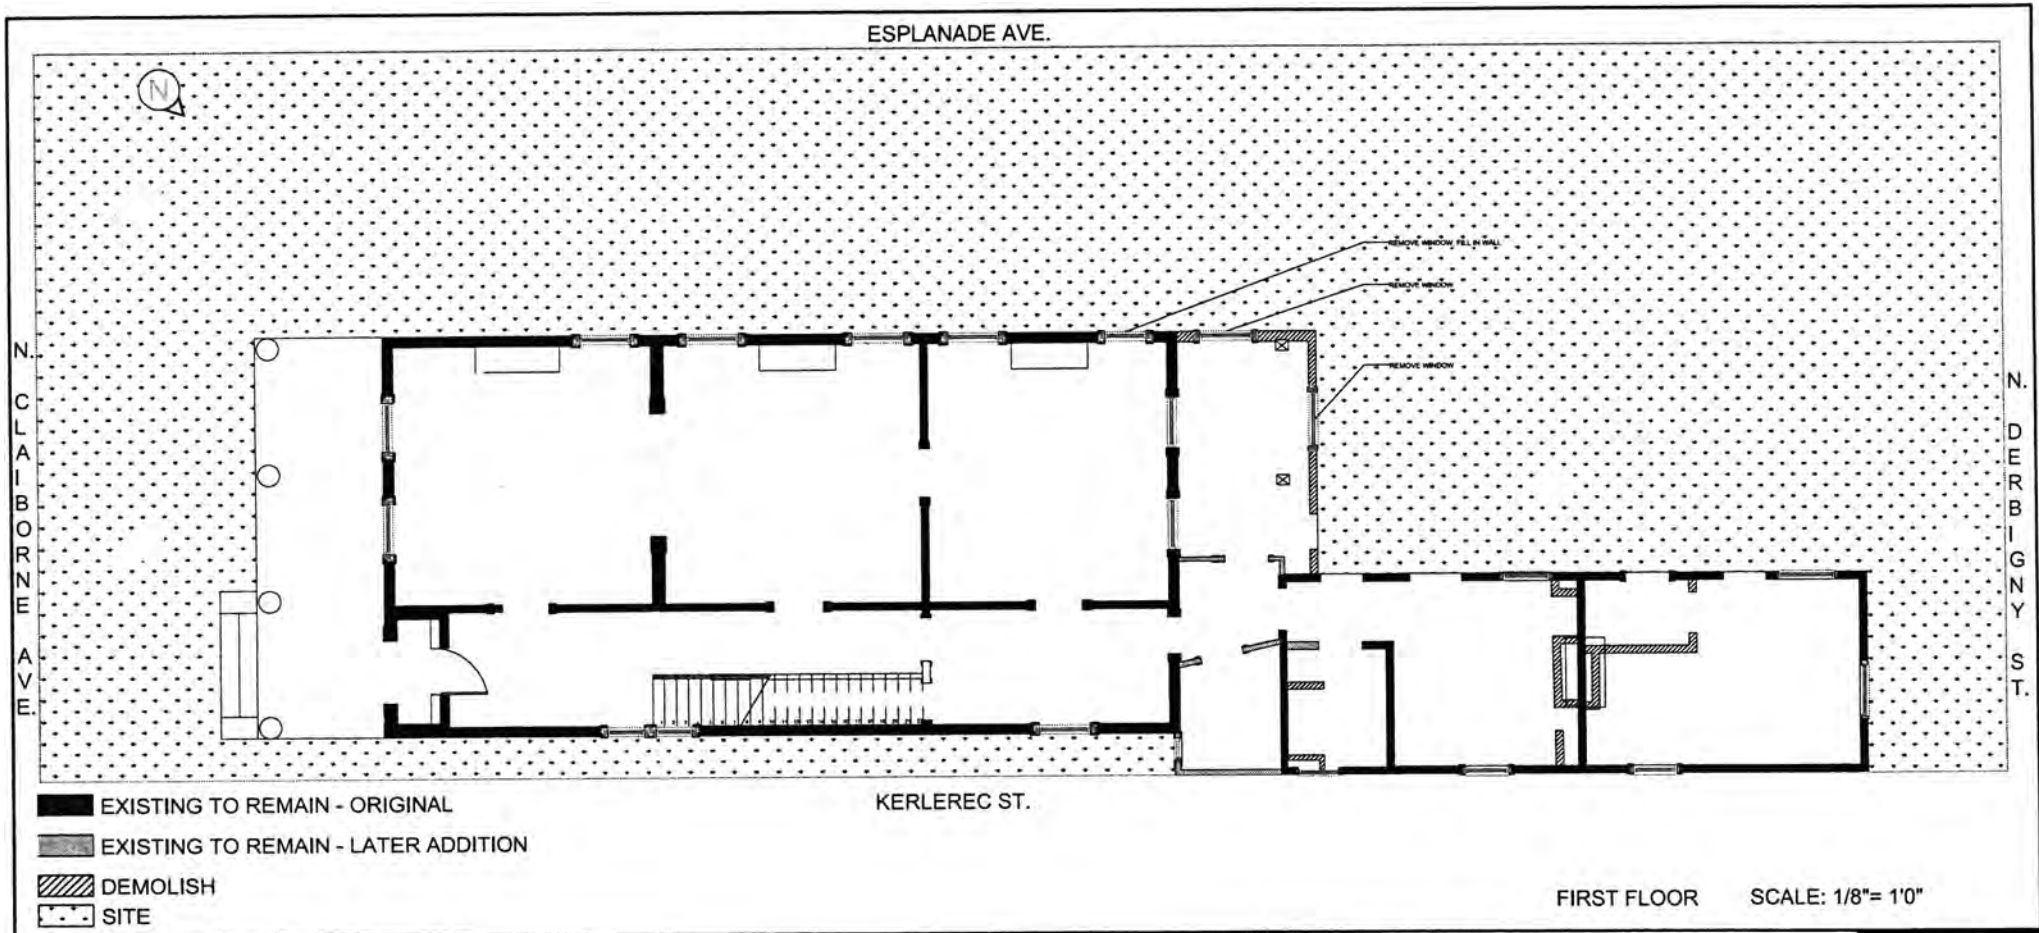 ESPLANADE AVE.
N
REMOVE WINDOW, FILL IN WALL
REMOVE WINDOW
REMOVE WINDOW
N. CLAIBORNE AVE.
N. DERBIGNY ST.
KERLEREC ST.
EXISTING TO REMAIN - ORIGINAL
EXISTING TO REMAIN - LATER ADDITION
DEMOLISH
SITE
FIRST FLOOR SCALE: 1/8"= 1'0"